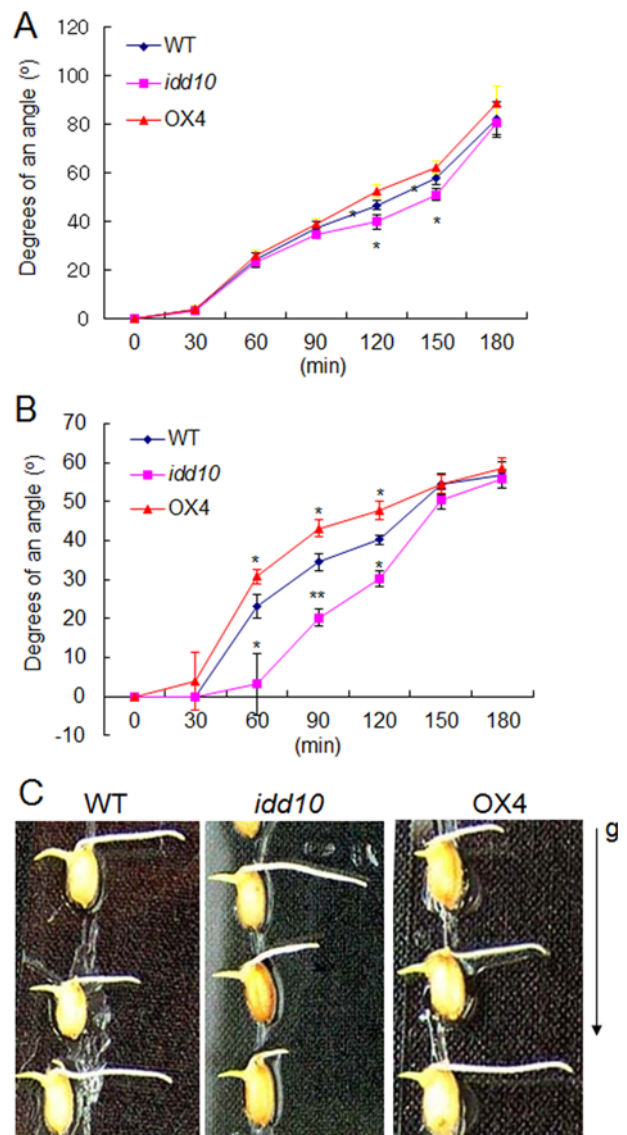 A
120
100
80
60
40
20
0
Degrees of an angle (º)
WT
idd10
OX4
* *
* *
0 30 60 90 120 150 180
(min)
B
70
60
50
40
30
20
10
0
-10
Degrees of an angle (º)
WT
idd10
OX4
* * *
* ** *
0 30 60 90 120 150 180
(min)
C
WT idd10 OX4
g